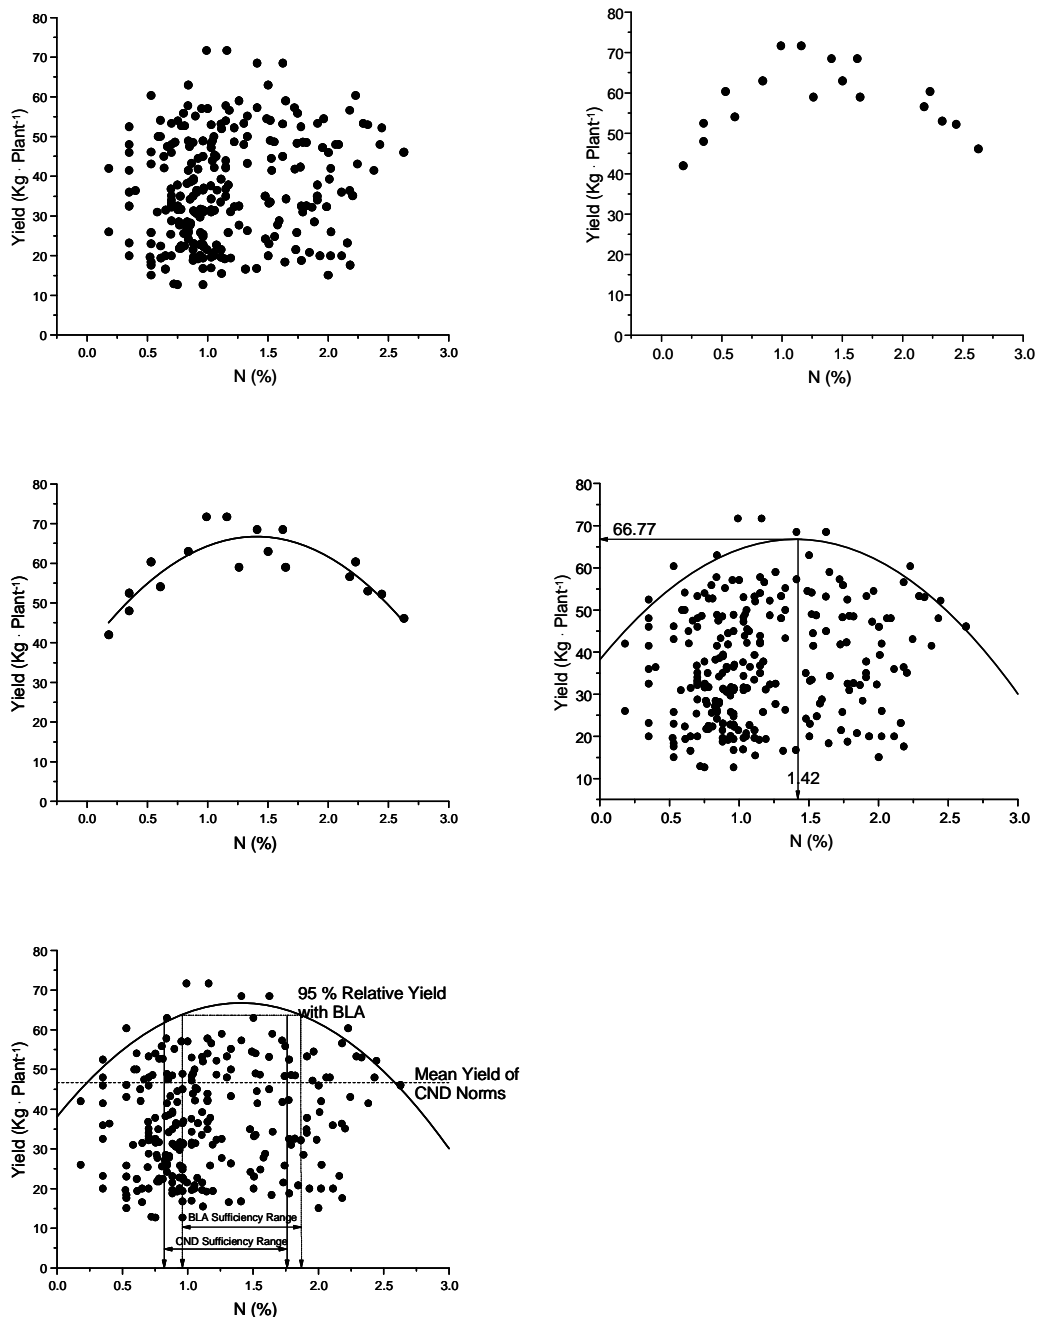 80
70
60
50
40
30
20
10
0
Yield (Kg · Plant⁻¹)
0.0 0.5 1.0 1.5 2.0 2.5 3.0
N (%)
80
70
60
50
40
30
20
10
0
Yield (Kg · Plant⁻¹)
0.0 0.5 1.0 1.5 2.0 2.5 3.0
N (%)
80
70
60
50
40
30
20
10
0
Yield (Kg · Plant⁻¹)
0.0 0.5 1.0 1.5 2.0 2.5 3.0
N (%)
80
70
60
50
40
30
20
10
Yield (Kg · Plant⁻¹)
66.77
1.42
0.0 0.5 1.0 1.5 2.0 2.5 3.0
N (%)
80
70
60
50
40
30
20
10
0
Yield (Kg · Plant⁻¹)
95 % Relative Yield
with BLA
Mean Yield of
CND Norms
BLA Sufficiency Range
CND Sufficiency Range
0.0 0.5 1.0 1.5 2.0 2.5 3.0
N (%)